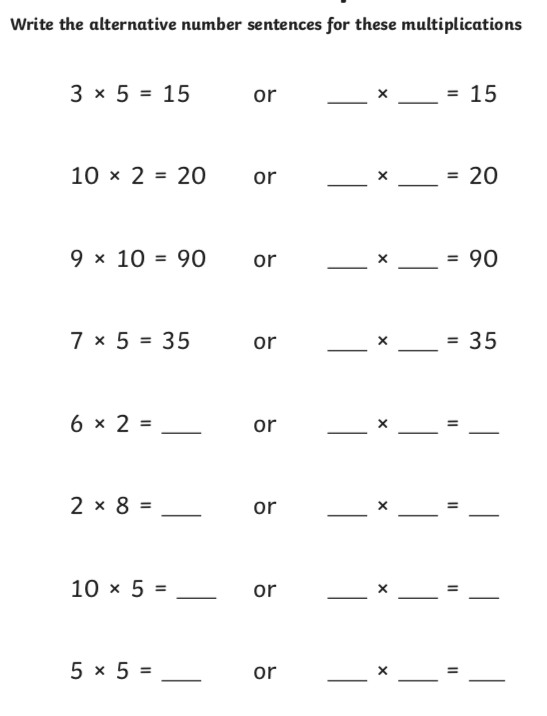 Write the alternative number sentences for these multiplications
3 × 5 = 15 or ___ × ___ = 15
10 × 2 = 20 or ___ × ___ = 20
9 × 10 = 90 or ___ × ___ = 90
7 × 5 = 35 or ___ × ___ = 35
6 × 2 = ___ or ___ × ___ = ___
2 × 8 = ___ or ___ × ___ = ___
10 × 5 = ___ or ___ × ___ = ___
5 × 5 = ___ or ___ × ___ = ___